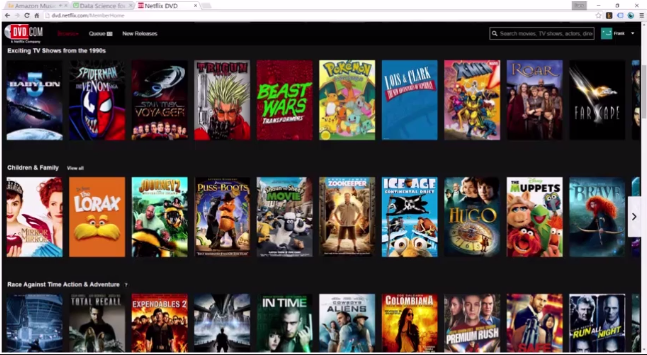 Amazon Music
Data Science Bo
Netflix DVD
dvd.netflix.com/MemberHome
DVD.COM
A Netflix Company
Browse
Queue
New Releases
Search movies, TV shows, actors, dire
Frank
Exciting TV Shows from the 1990s
BABYLON 5
SPIDERMAN
THE VENOM SAGA
STAR TREK
VOYAGER
TRIGUN
BEAST
WARS
TRANSFORMERS
POKÉMON
LOIS & CLARK
THE NEW ADVENTURES OF SUPERMAN
X-MEN
ROAR
FARSCAPE
Children & Family View all
MIRROR
MIRROR
THE
LORAX
JOURNEY 2
PUSS IN BOOTS
MOVIE
ZOOKEEPER
ICE AGE
CONTINENTAL DRIFT
HUGO
THE MUPPETS
BRAVE
Race Against Time Action & Adventure
TOTAL RECALL
EXPENDABLES 2
IN TIME
COWBOYS
ALIENS
COLOMBIANA
PREMIUM RUSH
RUN ALL
NIGHT